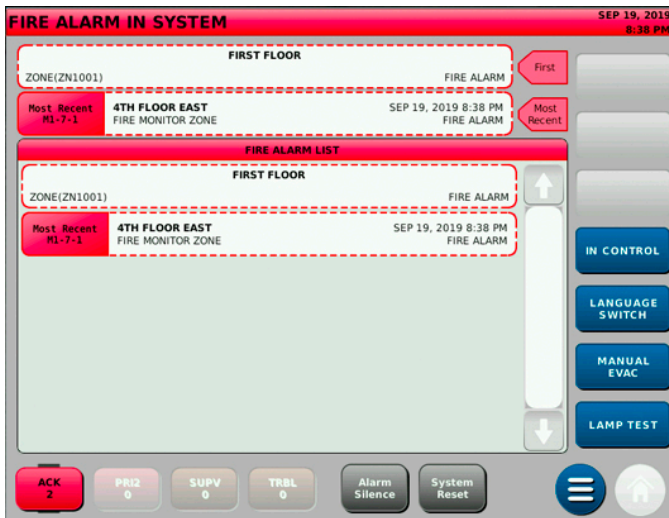 FIRE ALARM IN SYSTEM
SEP 19, 2019
8:38 PM
FIRST FLOOR
ZONE(ZN1001) FIRE ALARM
First
Most Recent 4TH FLOOR EAST SEP 19, 2019 8:38 PM
M1-7-1 FIRE MONITOR ZONE FIRE ALARM
Most
Recent
FIRE ALARM LIST
FIRST FLOOR
ZONE(ZN1001) FIRE ALARM
Most Recent 4TH FLOOR EAST SEP 19, 2019 8:38 PM
M1-7-1 FIRE MONITOR ZONE FIRE ALARM
IN CONTROL
LANGUAGE
SWITCH
MANUAL
EVAC
LAMP TEST
ACK
2
PRI2
0
SUPV
0
TRBL
0
Alarm
Silence
System
Reset